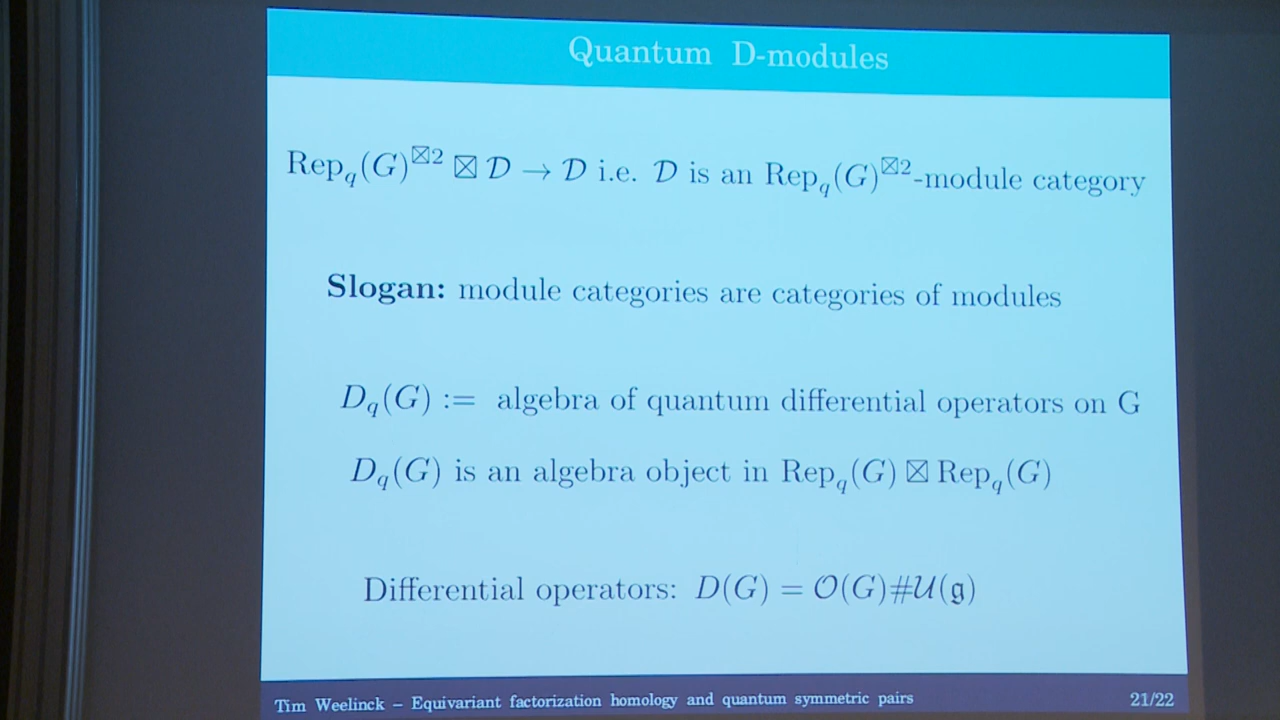 Quantum D-modules
Rep_q(G)^{⊠2} ⊠ 𝒟 → 𝒟 i.e. 𝒟 is an Rep_q(G)^{⊠2}-module category
Slogan: module categories are categories of modules
D_q(G) := algebra of quantum differential operators on G
D_q(G) is an algebra object in Rep_q(G) ⊠ Rep_q(G)
Differential operators: D(G) = 𝒪(G)#𝒰(𝔤)
Tim Weelinck – Equivariant factorization homology and quantum symmetric pairs 21/22